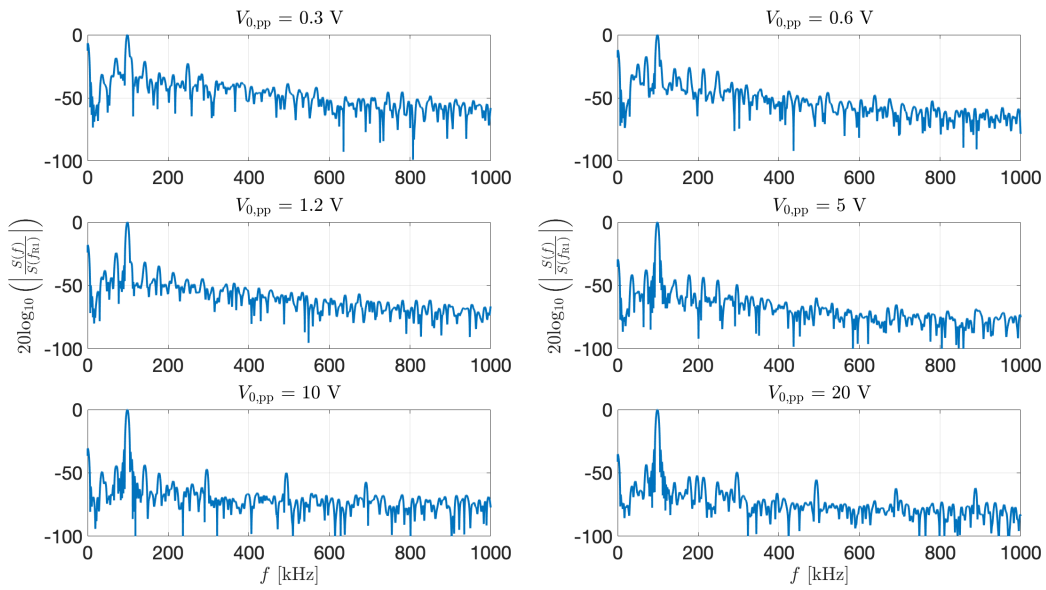 V0,pp = 0.3 V
V0,pp = 0.6 V
0
-50
-100
0 200 400 600 800 1000
0
-50
-100
0 200 400 600 800 1000
V0,pp = 1.2 V
V0,pp = 5 V
20log10(|S(f)/S(fR1)|)
0
-50
-100
0 200 400 600 800 1000
20log10(|S(f)/S(fR1)|)
0
-50
-100
0 200 400 600 800 1000
V0,pp = 10 V
V0,pp = 20 V
0
-50
-100
0 200 400 600 800 1000
f [kHz]
0
-50
-100
0 200 400 600 800 1000
f [kHz]